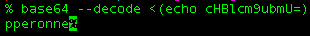 % base64 --decode <(echo cHBlcm9ubmU=)
pperonne%